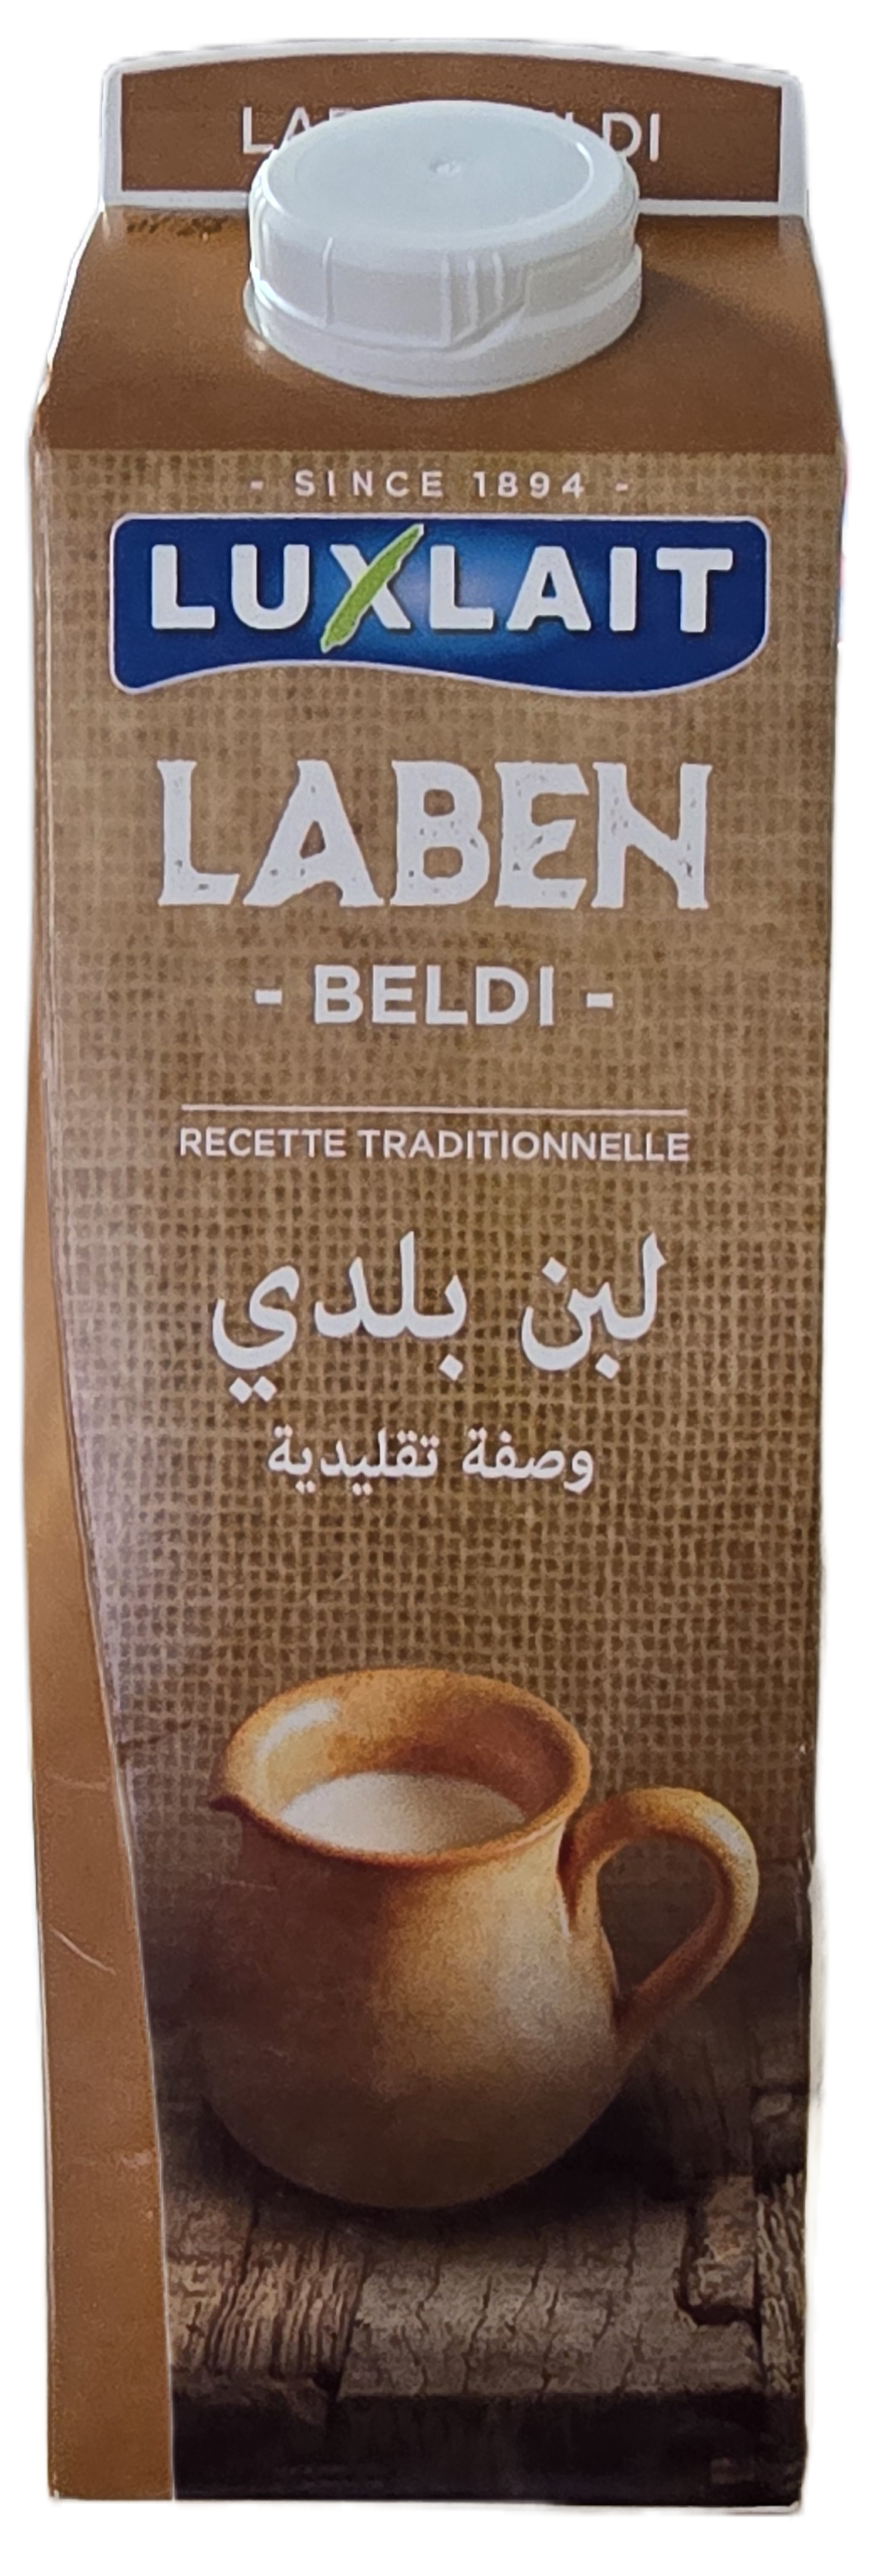 - SINCE 1894 -
LUXLAIT
LABEN
- BELDI -
RECETTE TRADITIONNELLE
لبن بلدي
وصفة تقليدية